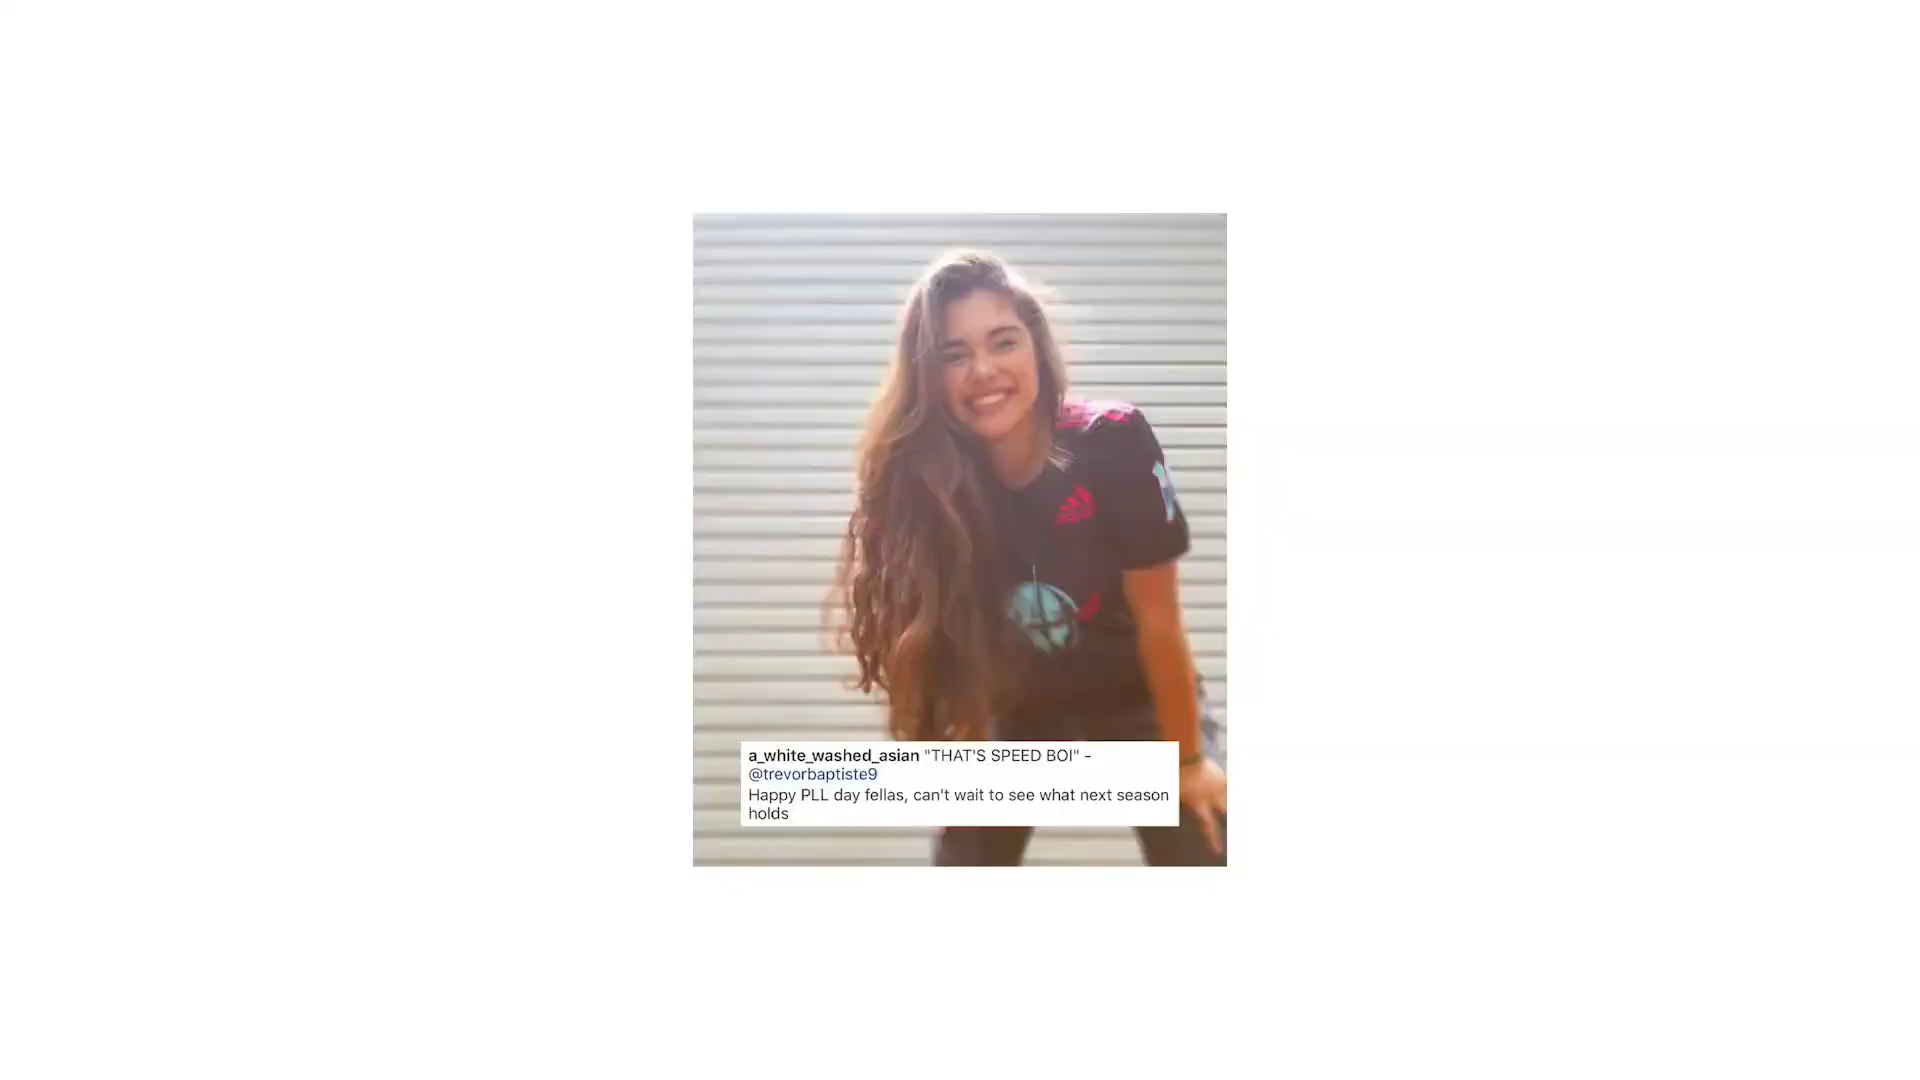 a_white_washed_asian "THAT'S SPEED BOI" -
@trevorbaptiste9
Happy PLL day fellas, can't wait to see what next season
holds